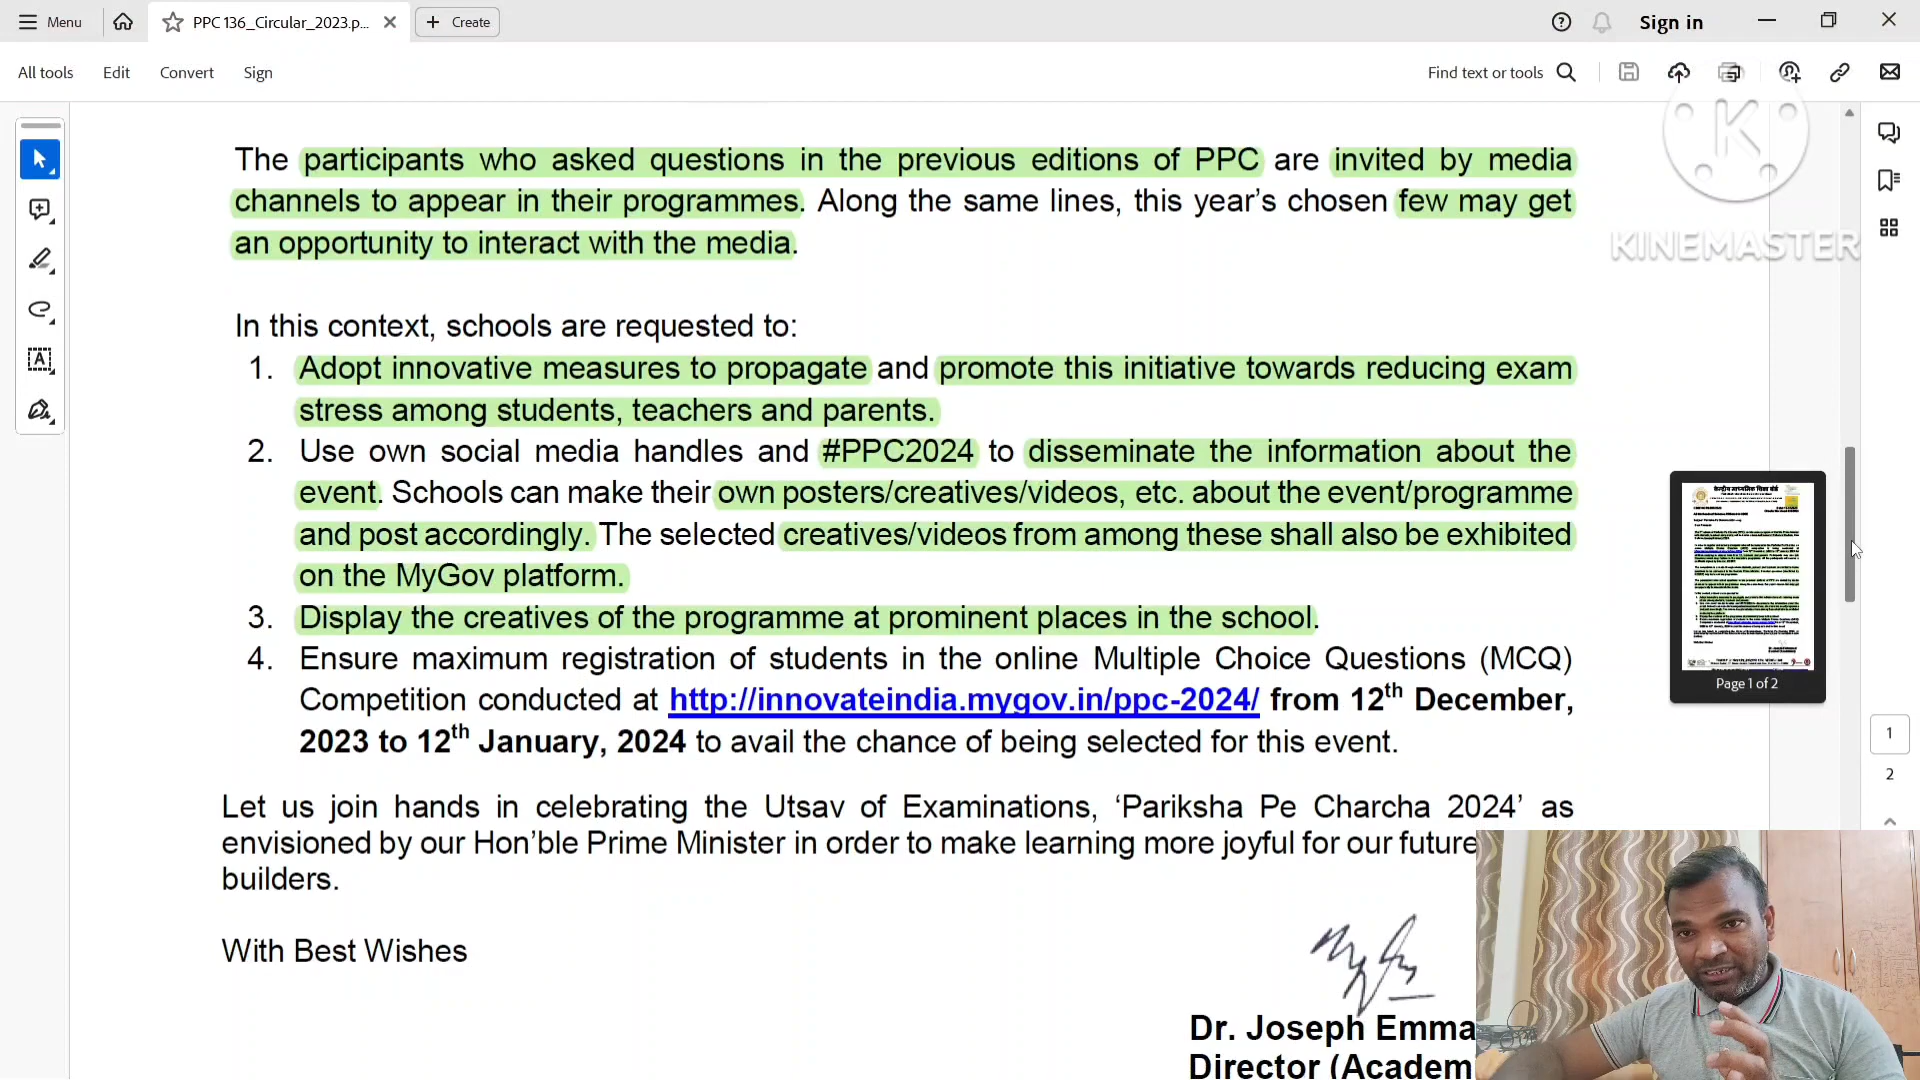 Menu
PPC 136_Circular_2023.p...
Create
Sign in
All tools
Edit
Convert
Sign
Find text or tools
KINEMASTER
The participants who asked questions in the previous editions of PPC are invited by media
channels to appear in their programmes. Along the same lines, this year’s chosen few may get
an opportunity to interact with the media.
In this context, schools are requested to:
1. Adopt innovative measures to propagate and promote this initiative towards reducing exam
stress among students, teachers and parents.
2. Use own social media handles and #PPC2024 to disseminate the information about the
event. Schools can make their own posters/creatives/videos, etc. about the event/programme
and post accordingly. The selected creatives/videos from among these shall also be exhibited
on the MyGov platform.
3. Display the creatives of the programme at prominent places in the school.
4. Ensure maximum registration of students in the online Multiple Choice Questions (MCQ)
Competition conducted at http://innovateindia.mygov.in/ppc-2024/ from 12th December,
2023 to 12th January, 2024 to avail the chance of being selected for this event.
Page 1 of 2
1
2
Let us join hands in celebrating the Utsav of Examinations, ‘Pariksha Pe Charcha 2024’ as
envisioned by our Hon’ble Prime Minister in order to make learning more joyful for our future
builders.
With Best Wishes
Dr. Joseph Emma
Director (Academ